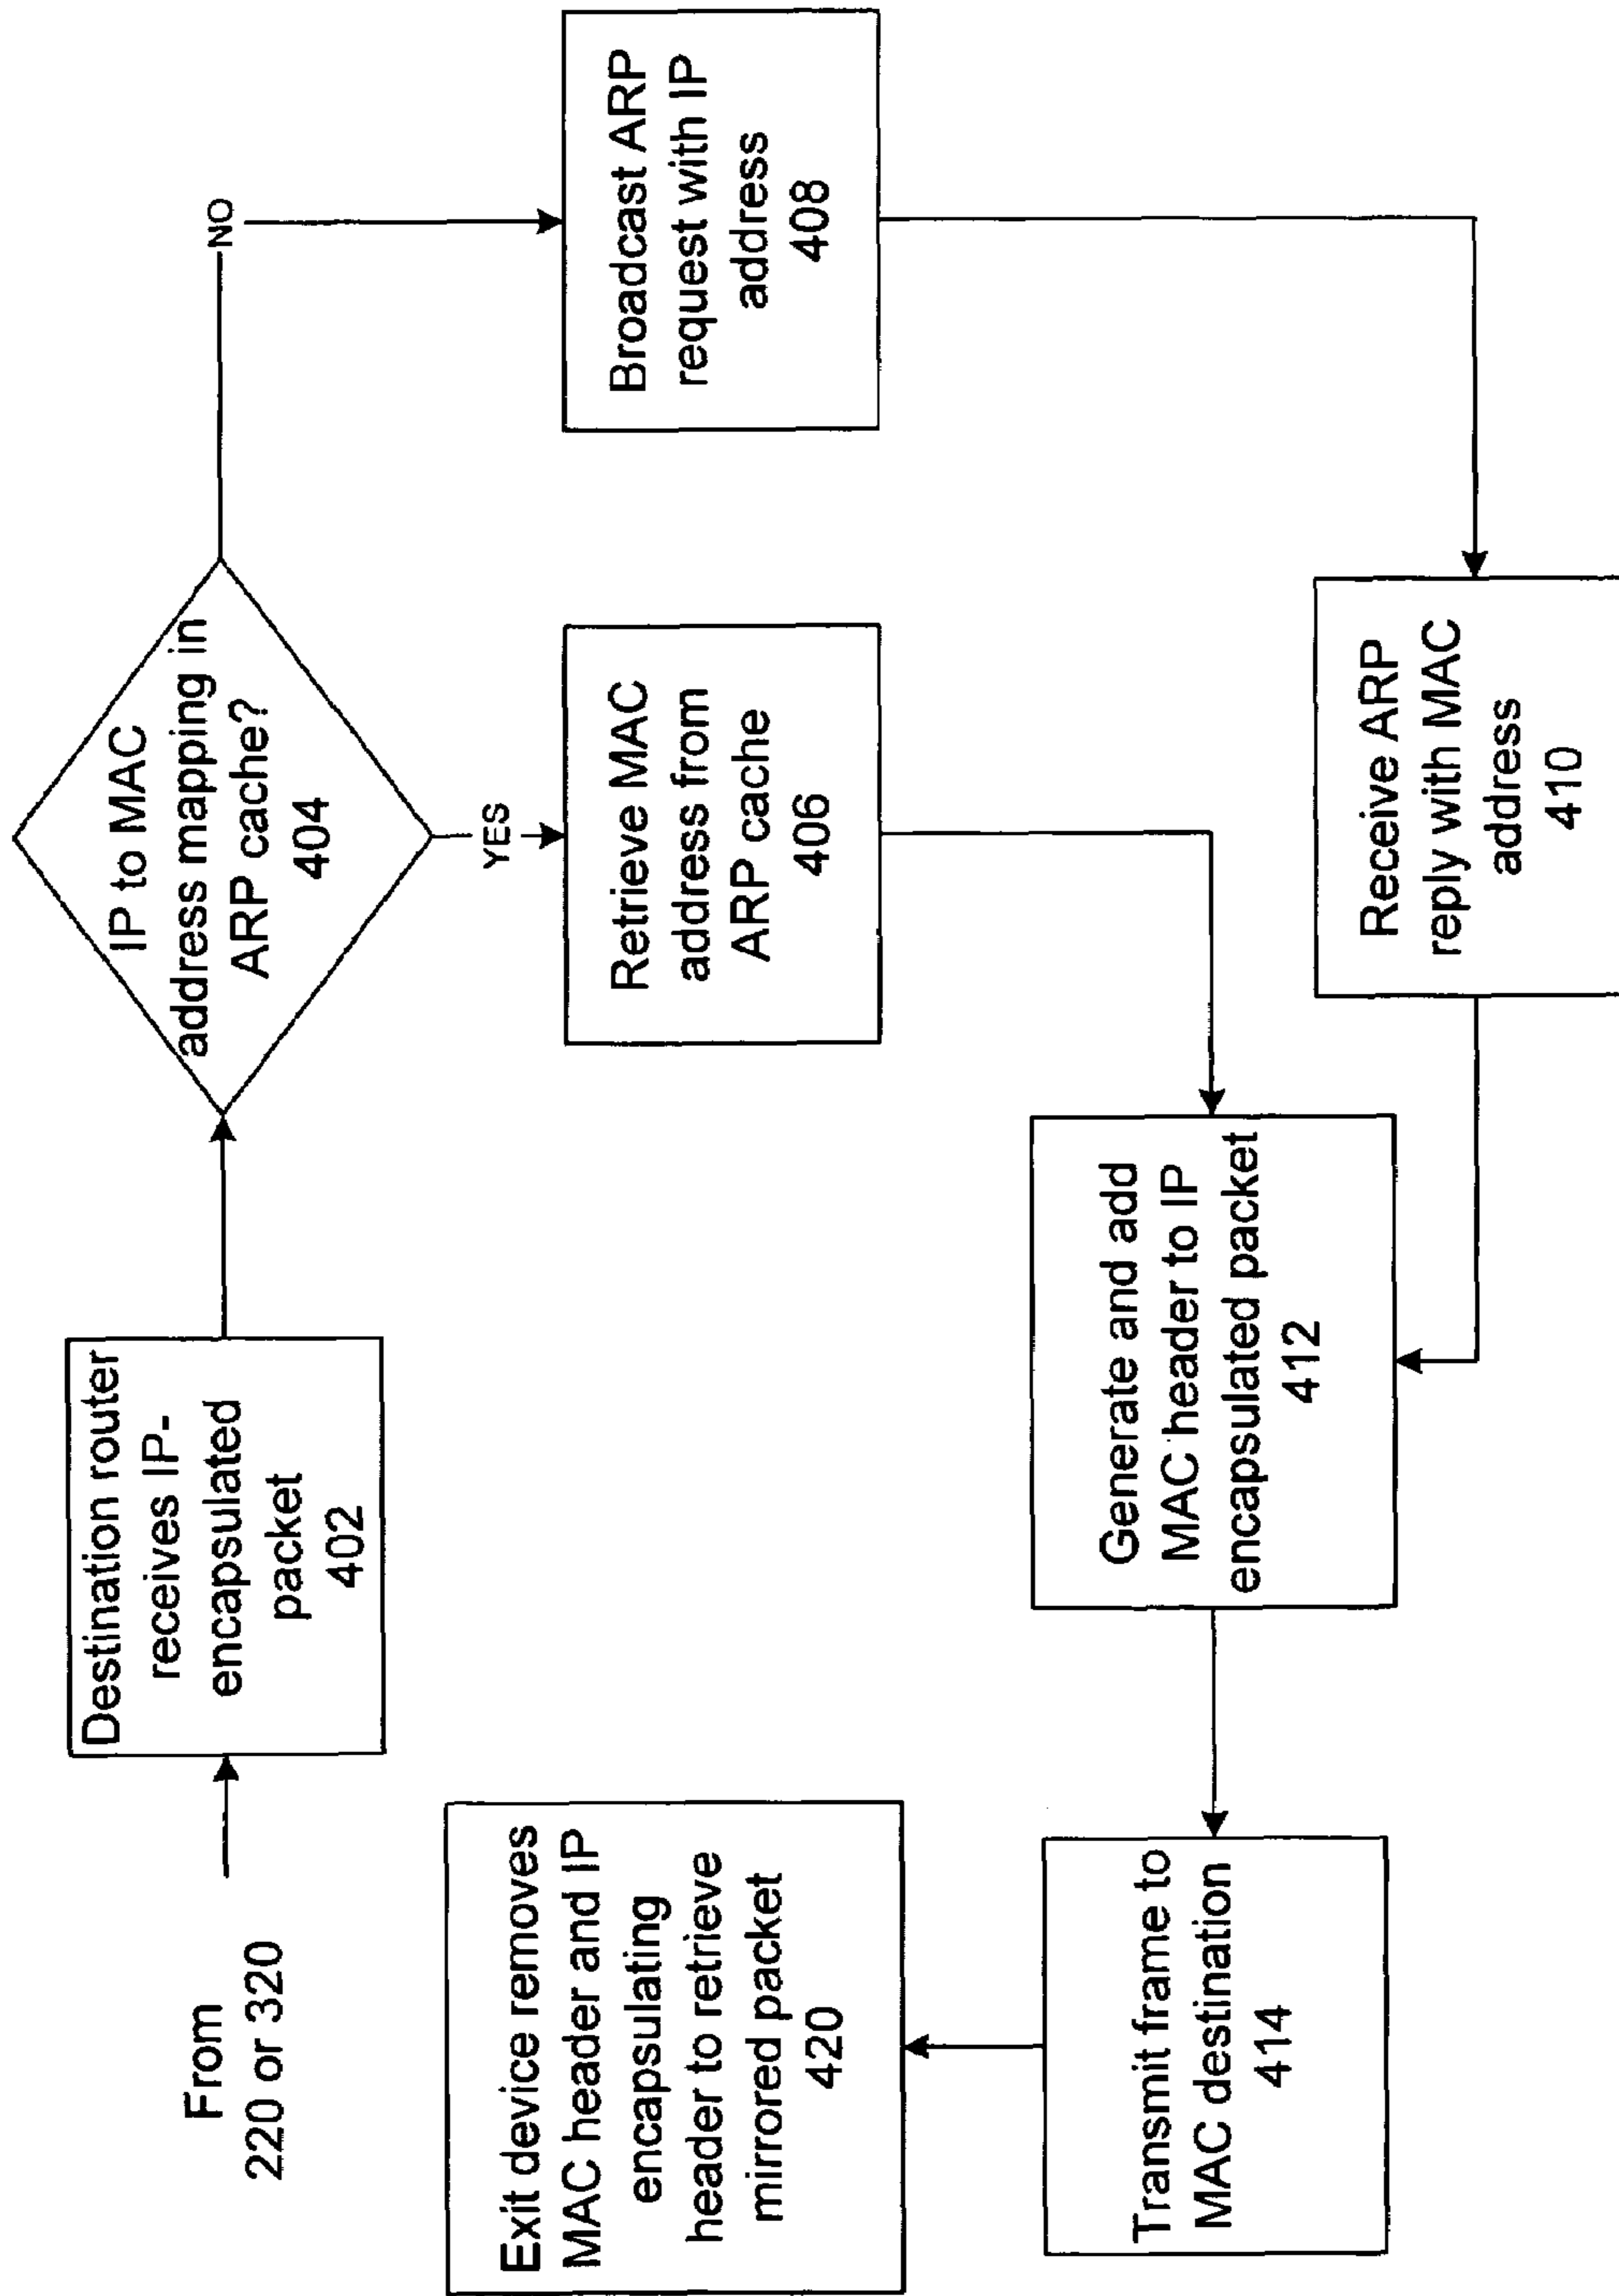 From
220 or 320
Destination router
receives IP-
encapsulated
packet
402
IP to MAC
address mapping in
ARP cache?
404
NO
YES
Retrieve MAC
address from
ARP cache
406
Broadcast ARP
request with IP
address
408
Receive ARP
reply with MAC
address
410
Generate and add
MAC header to IP
encapsulated packet
412
Transmit frame to
MAC destination
414
Exit device removes
MAC header and IP
encapsulating
header to retrieve
mirrored packet
420